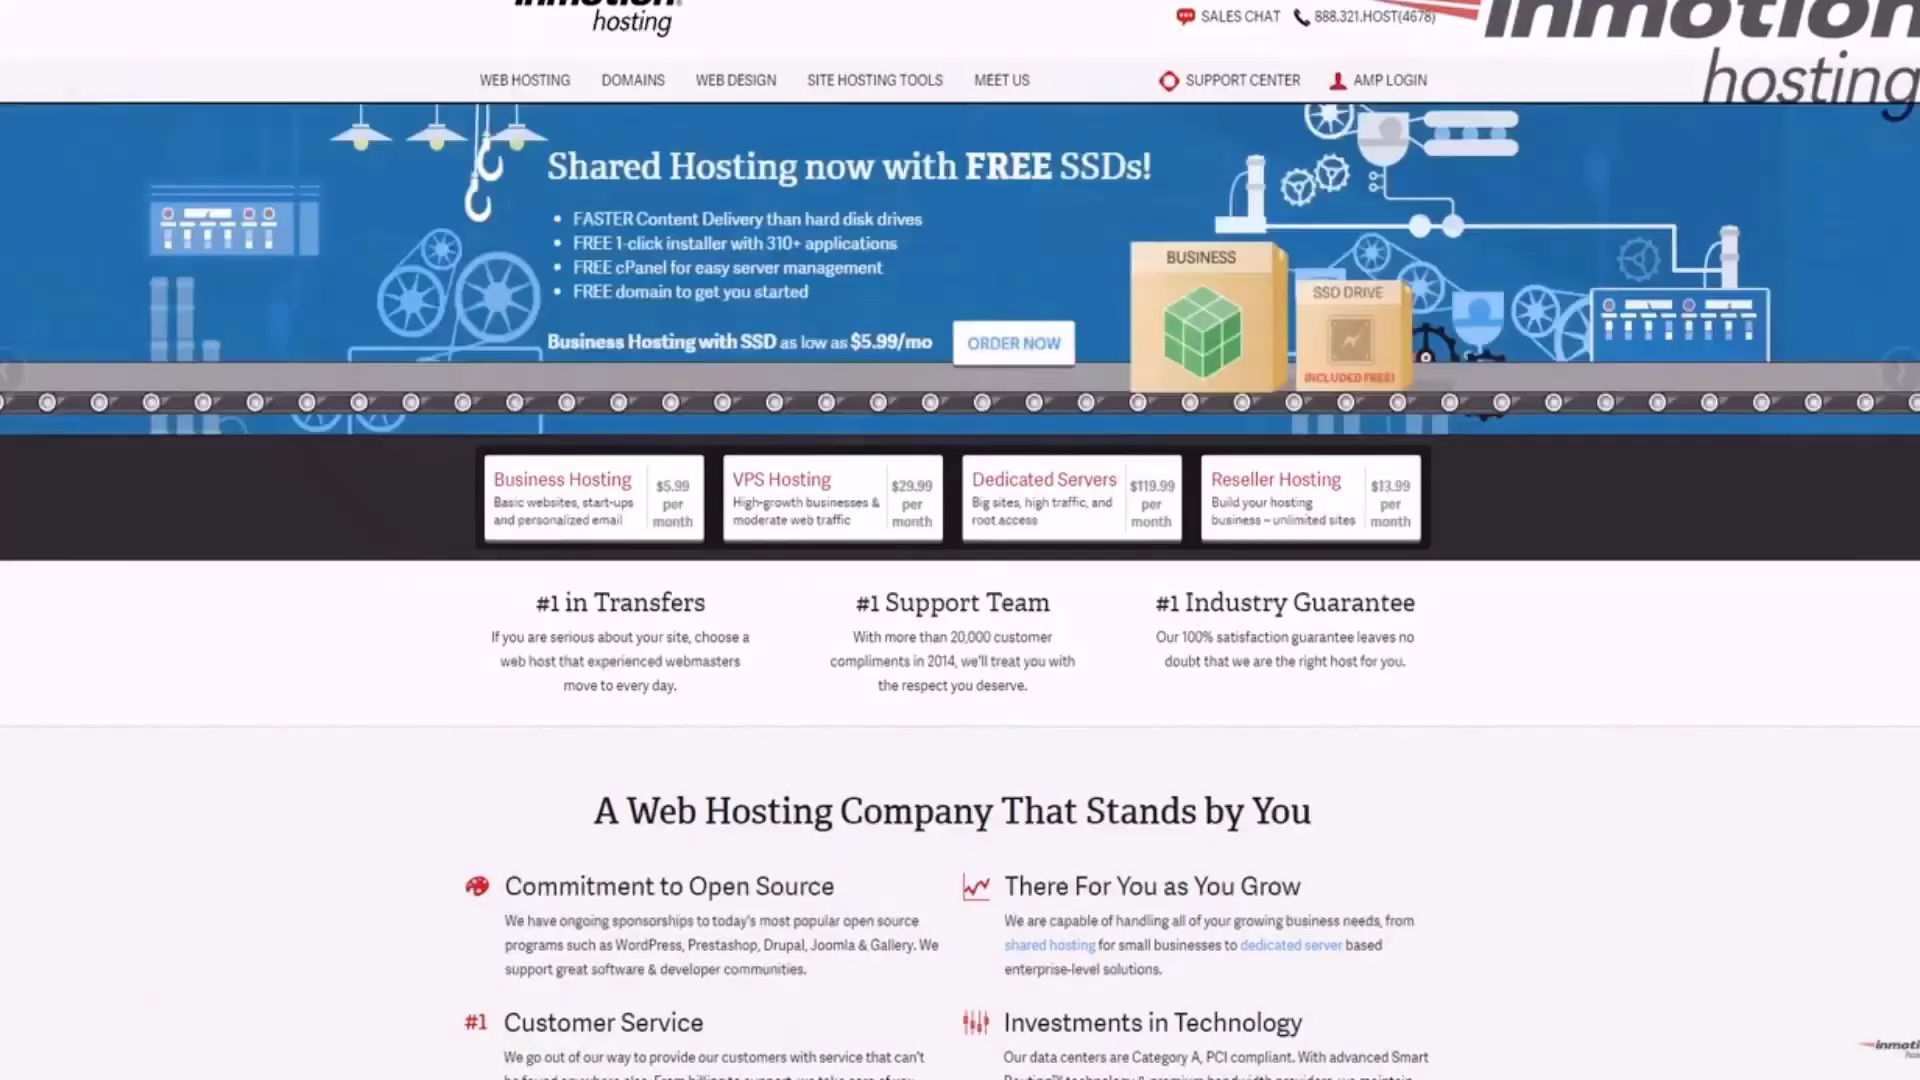 inmotion
hosting
SALES CHAT
888.321.HOST(4678)
inmotion
hosting
WEB HOSTING
DOMAINS
WEB DESIGN
SITE HOSTING TOOLS
MEET US
SUPPORT CENTER
AMP LOGIN
Shared Hosting now with FREE SSDs!
• FASTER Content Delivery than hard disk drives
• FREE 1-click installer with 310+ applications
• FREE cPanel for easy server management
• FREE domain to get you started
Business Hosting with SSD as low as $5.99/mo
ORDER NOW
BUSINESS
SSD DRIVE
INCLUDED FREE!
Business Hosting
Basic websites, start-ups
and personalized email
$5.99
per
month
VPS Hosting
High-growth businesses &
moderate web traffic
$29.99
per
month
Dedicated Servers
Big sites, high traffic, and
root access
$119.99
per
month
Reseller Hosting
Build your hosting
business – unlimited sites
$13.99
per
month
#1 in Transfers
If you are serious about your site, choose a
web host that experienced webmasters
move to every day.
#1 Support Team
With more than 20,000 customer
compliments in 2014, we'll treat you with
the respect you deserve.
#1 Industry Guarantee
Our 100% satisfaction guarantee leaves no
doubt that we are the right host for you.
A Web Hosting Company That Stands by You
Commitment to Open Source
We have ongoing sponsorships to today's most popular open source
programs such as WordPress, Prestashop, Drupal, Joomla & Gallery. We
support great software & developer communities.
There For You as You Grow
We are capable of handling all of your growing business needs, from
shared hosting for small businesses to dedicated server based
enterprise-level solutions.
#1 Customer Service
We go out of our way to provide our customers with service that can't
Investments in Technology
Our data centers are Category A, PCI compliant. With advanced Smart